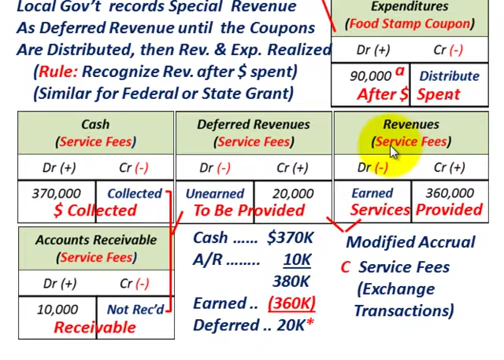 Local Gov't records Special Revenue
As Deferred Revenue until the Coupons
Are Distributed, then Rev. & Exp. Realized
(Rule: Recognize Rev. after $ spent)
(Similar for Federal or State Grant)
Expenditures
(Food Stamp Coupon)
Dr (+) Cr (-)
90,000 a Distribute
After $ Spent
Cash
(Service Fees)
Dr (+) Cr (-)
370,000 Collected
$ Collected
Deferred Revenues
(Service Fees)
Dr (-) Cr (+)
Unearned 20,000
To Be Provided
Revenues
(Service Fees)
Dr (-) Cr (+)
Earned 360,000
Services Provided
Accounts Receivable
(Service Fees)
Dr (+) Cr (-)
10,000 Not Rec'd
Receivable
Cash ...... $370K
A/R........ 10K
380K
Earned .. (360K)
Deferred .. 20K*
Modified Accrual
C Service Fees
(Exchange
Transactions)